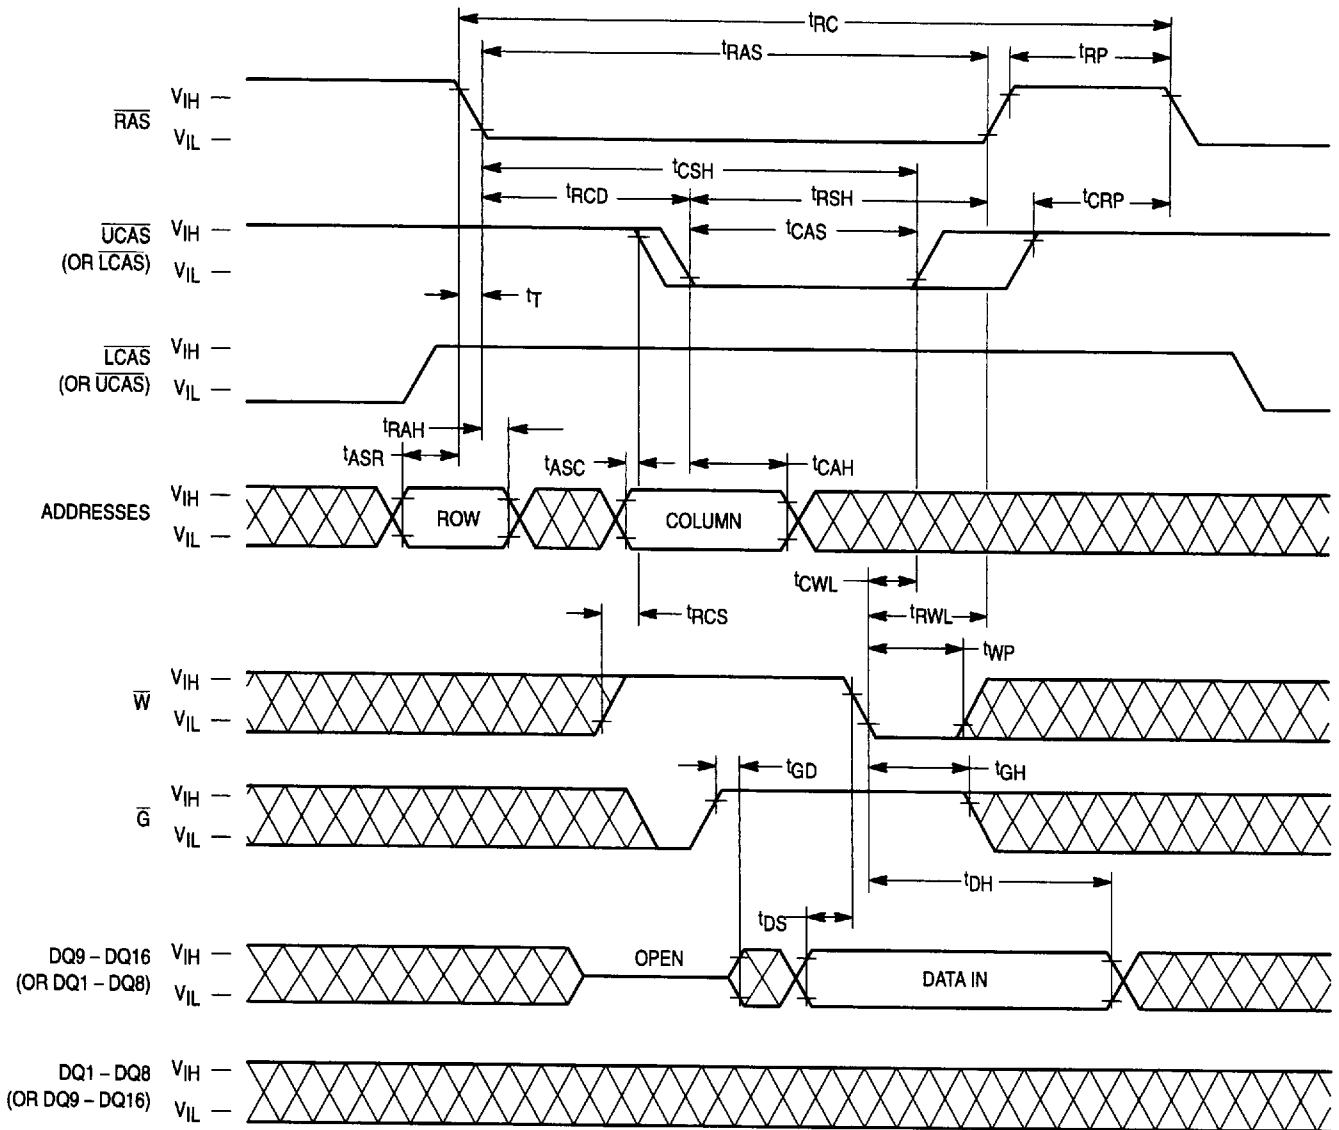 tRC
tRAS
tRP
RAS
VIH
VIL
tCSH
tRCD
tRSH
tCRP
UCAS
(OR LCAS)
VIH
VIL
tCAS
tT
LCAS
(OR UCAS)
VIH
VIL
tRAH
tASR
tASC
tCAH
ADDRESSES
VIH
VIL
ROW
COLUMN
tCWL
tRCS
tRWL
tWP
W
VIH
VIL
tGD
tGH
G
VIH
VIL
tDH
tDS
DQ9 – DQ16
(OR DQ1 – DQ8)
VIH
VIL
OPEN
DATA IN
DQ1 – DQ8
(OR DQ9 – DQ16)
VIH
VIL